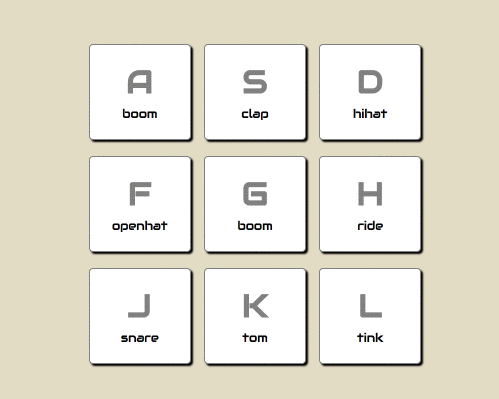 A S D
boom clap hihat
F G H
openhat boom ride
J K L
snare tom tink